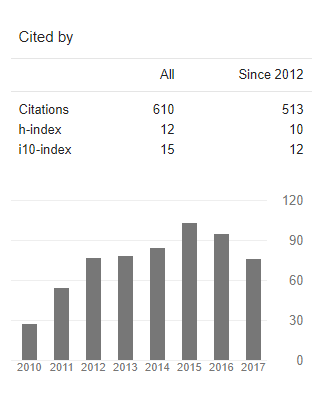 Cited by
All Since 2012
Citations 610 513
h-index 12 10
i10-index 15 12
120
90
60
30
0
2010 2011 2012 2013 2014 2015 2016 2017